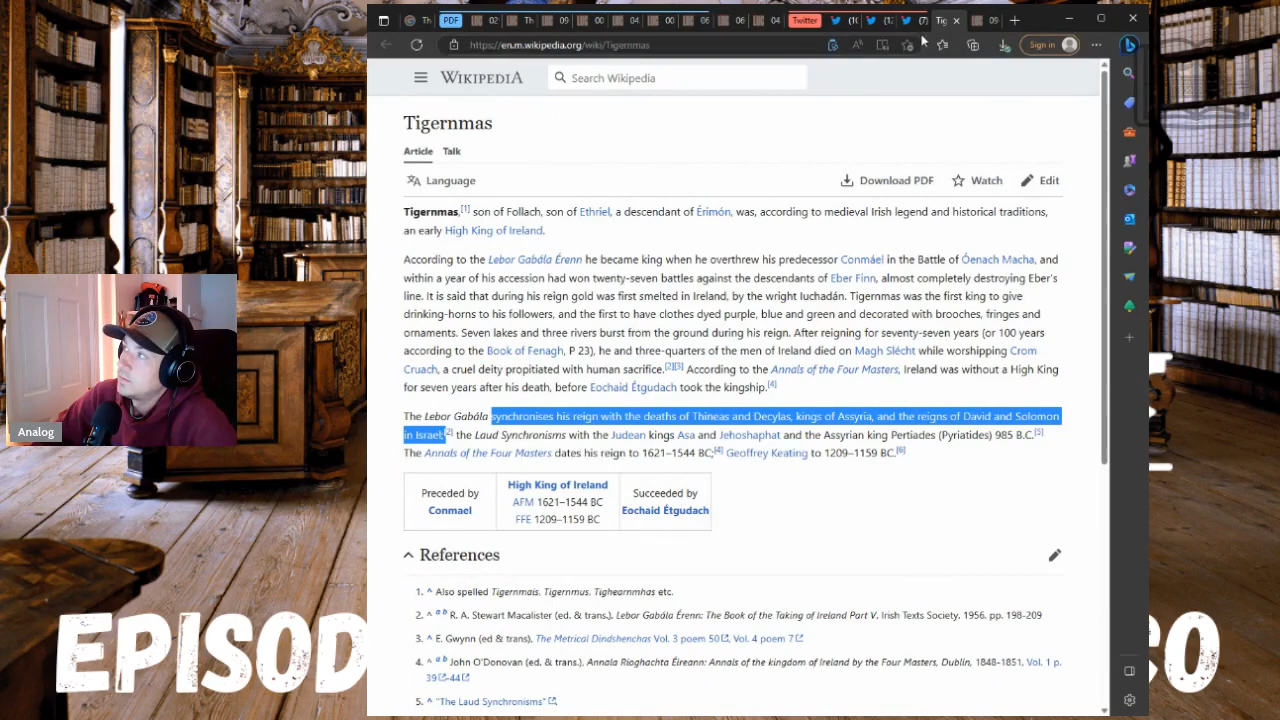 Th
PDF
02
Th
09
00
04
00
06
06
04
Twitter
(1(
(1:
(7)
Tig
09
https://en.m.wikipedia.org/wiki/Tigernmas
Sign in
WIKIPEDIA
Search Wikipedia
Tigernmas
Article Talk
Language
Download PDF
Watch
Edit
Tigernmas,[1] son of Follach, son of Ethriel, a descendant of Érimón, was, according to medieval Irish legend and historical traditions,
an early High King of Ireland.
According to the Lebor Gabála Érenn he became king when he overthrew his predecessor Conmáel in the Battle of Óenach Macha, and
within a year of his accession had won twenty-seven battles against the descendants of Eber Finn, almost completely destroying Eber's
line. It is said that during his reign gold was first smelted in Ireland, by the wright Iuchadán. Tigernmas was the first king to give
drinking-horns to his followers, and the first to have clothes dyed purple, blue and green and decorated with brooches, fringes and
ornaments. Seven lakes and three rivers burst from the ground during his reign. After reigning for seventy-seven years (or 100 years
according to the Book of Fenagh, P 23), he and three-quarters of the men of Ireland died on Magh Slécht while worshipping Crom
Cruach, a cruel deity propitiated with human sacrifice.[2][3] According to the Annals of the Four Masters, Ireland was without a High King
for seven years after his death, before Eochaid Étgudach took the kingship.[4]
The Lebor Gabála synchronises his reign with the deaths of Thineas and Decylas, kings of Assyria, and the reigns of David and Solomon
in Israel;[2] the Laud Synchronisms with the Judean kings Asa and Jehoshaphat and the Assyrian king Pertiades (Pyriatides) 985 B.C.[5]
The Annals of the Four Masters dates his reign to 1621–1544 BC;[4] Geoffrey Keating to 1209–1159 BC.[6]
Preceded by
Conmael
High King of Ireland
AFM 1621–1544 BC
FFE 1209–1159 BC
Succeeded by
Eochaid Étgudach
References
1. ^ Also spelled Tigernmais, Tigernmus, Tighearnmhas etc.
2. ^ a b R. A. Stewart Macalister (ed. & trans.), Lebor Gabála Érenn: The Book of the Taking of Ireland Part V, Irish Texts Society, 1956, pp. 198-209
3. ^ E. Gwynn (ed & trans), The Metrical Dindshenchas Vol. 3 poem 50, Vol. 4 poem 7
4. ^ a b John O'Donovan (ed. & trans.), Annala Rioghachta Éireann: Annals of the kingdom of Ireland by the Four Masters, Dublin, 1848-1851, Vol. 1 p.
39-44
5. ^ "The Laud Synchronisms".
Analog
EPISOD
CO